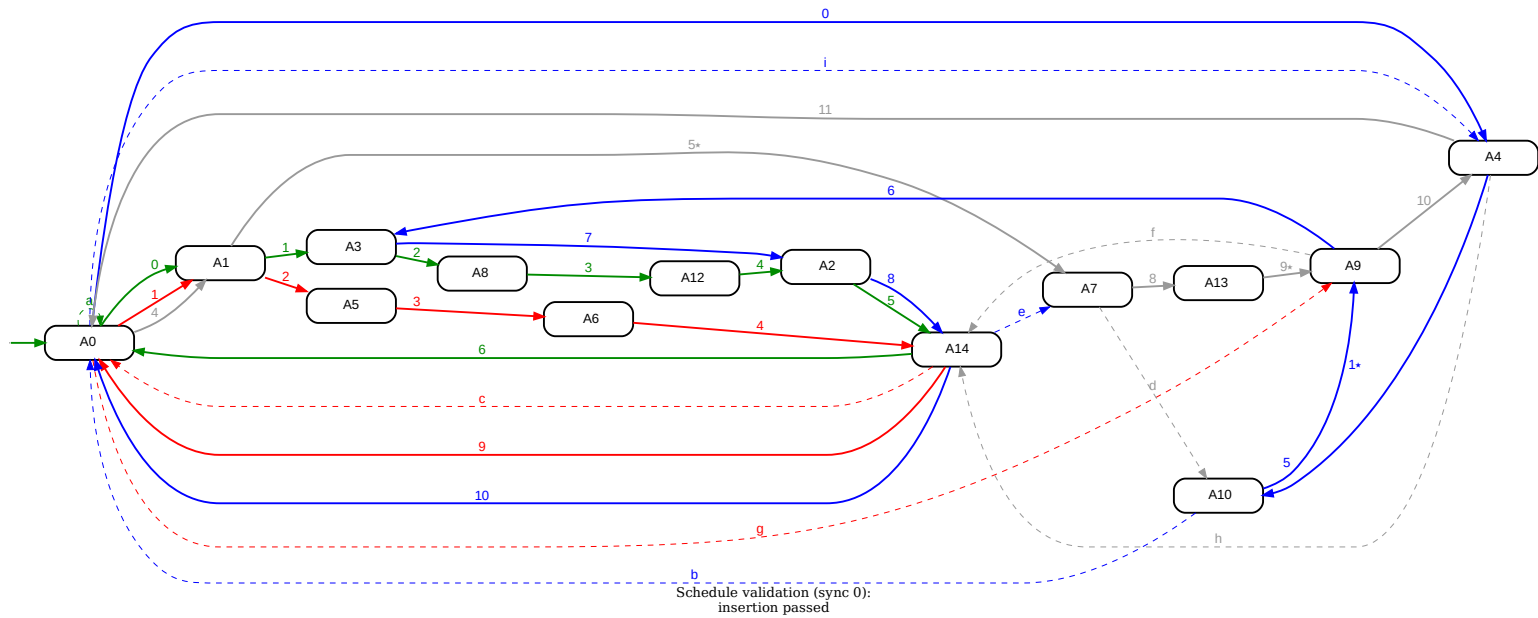 0
i
11
5*
A4
6
10
A3
7
f
1
A1
2
A8
3
A12
4
A2
8
A7
8
A13
9*
A9
0
1
2
A5
3
A6
4
5
e
a
4
A0
6
A14
c
d
1*
9
5
10
A10
g
h
b
Schedule validation (sync 0):
insertion passed